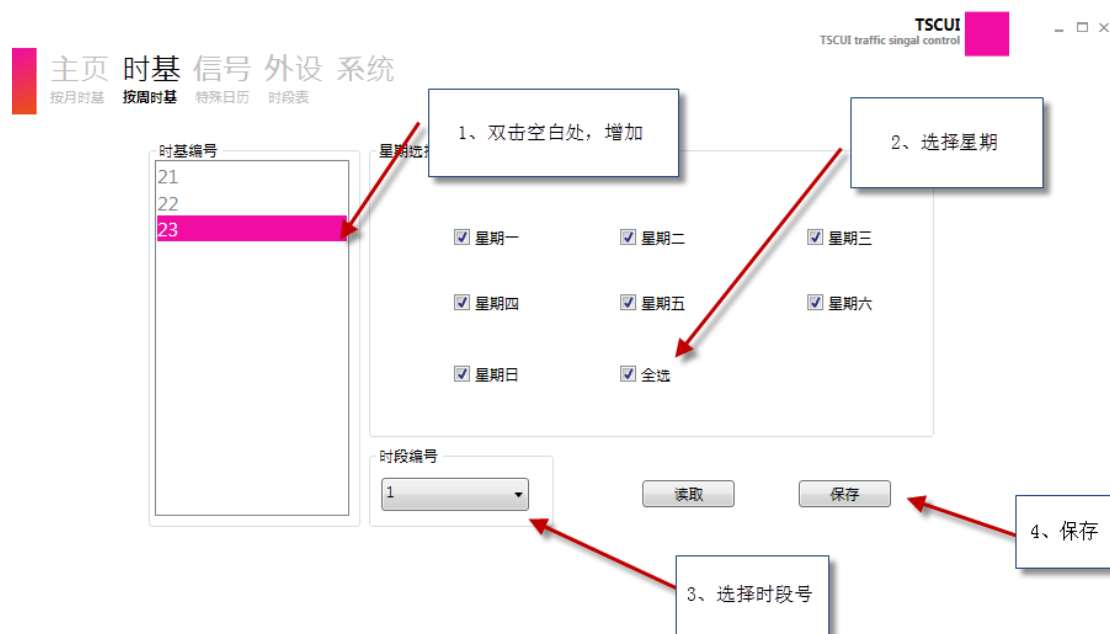 TSCUI
TSCUI traffic singal control
主页 时基 信号 外设 系统
按月时基 按周时基 特殊日历 时段表
1、双击空白处，增加
2、选择星期
时基编号
星期选
21
22
23
星期一 星期二 星期三
星期四 星期五 星期六
星期日 全选
时段编号
1
读取 保存
4、保存
3、选择时段号